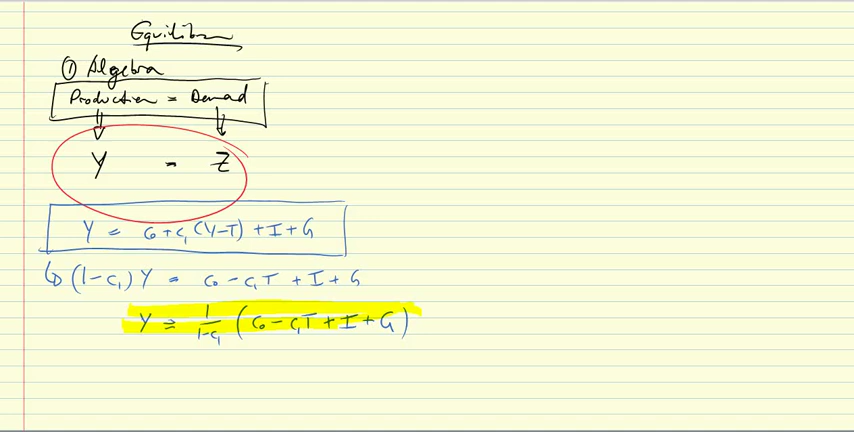 Equilibrium
① Algebra
Production = Demand
Y = Z
Y = c₀ + c₁ (Y-T) + I + G
↳ (1-c₁) Y = c₀ - c₁T + I + G
Y = 1/(1-c₁) (c₀ - c₁T + I + G)